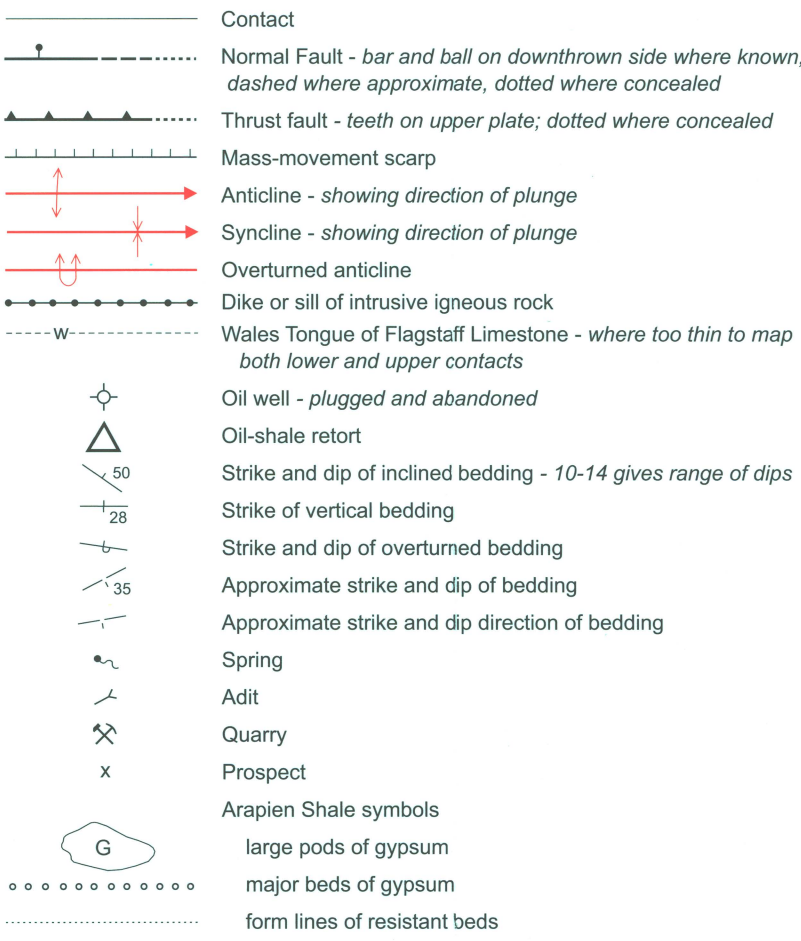 Contact
Normal Fault - bar and ball on downthrown side where known,
dashed where approximate, dotted where concealed
Thrust fault - teeth on upper plate; dotted where concealed
Mass-movement scarp
Anticline - showing direction of plunge
Syncline - showing direction of plunge
Overturned anticline
Dike or sill of intrusive igneous rock
W Wales Tongue of Flagstaff Limestone - where too thin to map
both lower and upper contacts
Oil well - plugged and abandoned
Oil-shale retort
50 Strike and dip of inclined bedding - 10-14 gives range of dips
28 Strike of vertical bedding
Strike and dip of overturned bedding
35 Approximate strike and dip of bedding
Approximate strike and dip direction of bedding
Spring
Adit
Quarry
x Prospect
Arapien Shale symbols
G large pods of gypsum
major beds of gypsum
form lines of resistant beds